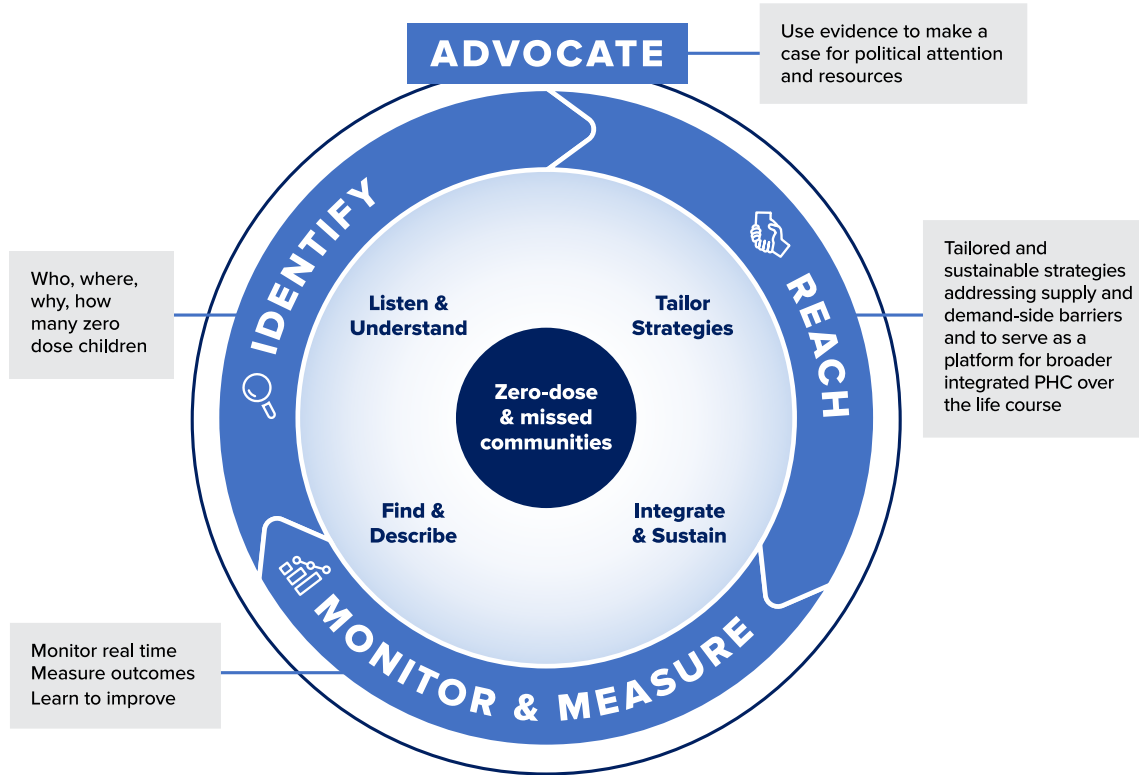 ADVOCATE
Use evidence to make a
case for political attention
and resources
IDENTIFY
Who, where,
why, how
many zero
dose children
REACH
Tailored and
sustainable strategies
addressing supply and
demand-side barriers
and to serve as a
platform for broader
integrated PHC over
the life course
MONITOR & MEASURE
Monitor real time
Measure outcomes
Learn to improve
Listen &
Understand
Tailor
Strategies
Zero-dose
& missed
communities
Find &
Describe
Integrate
& Sustain